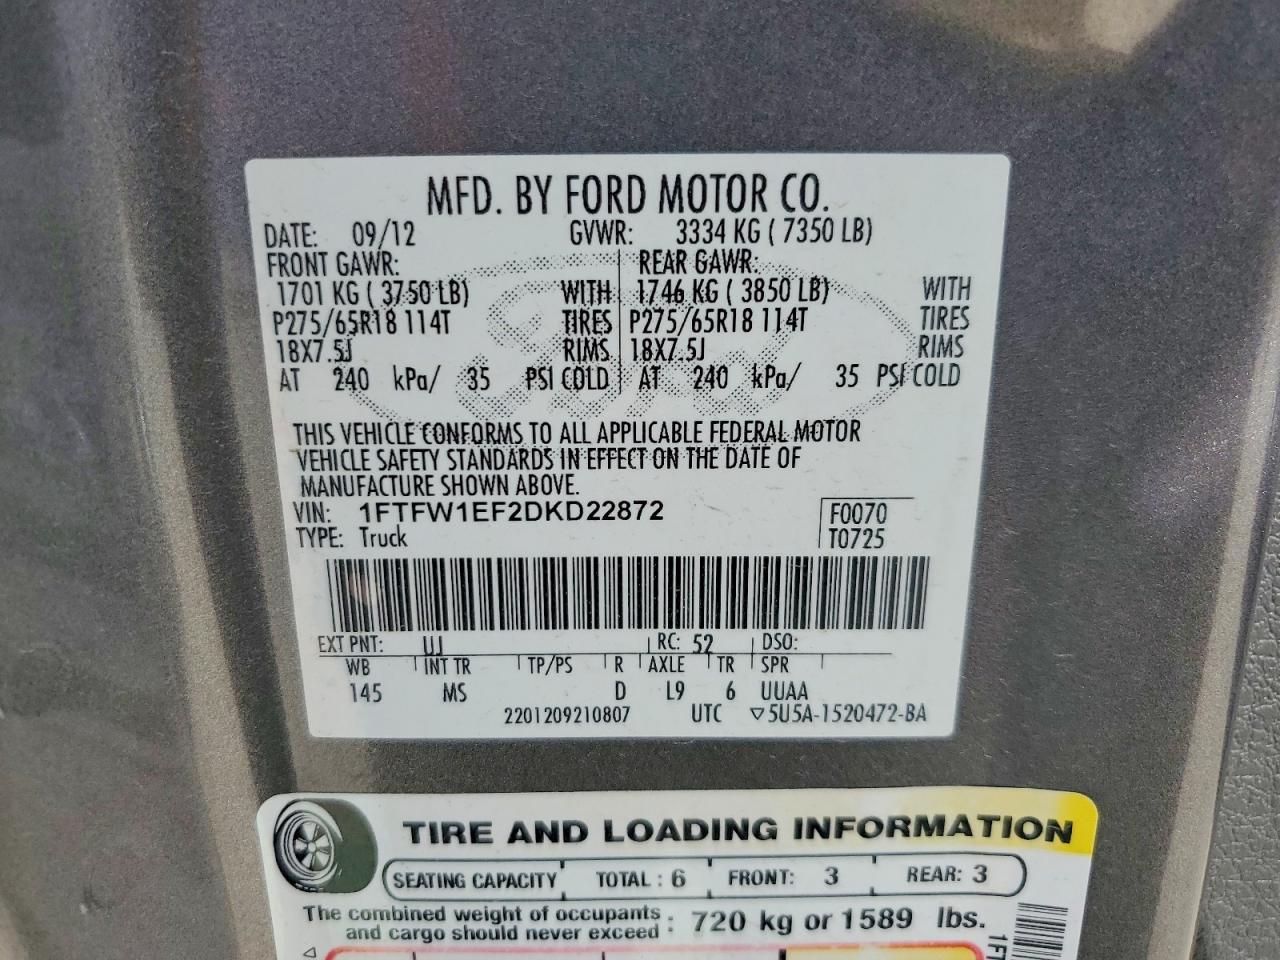 MFD. BY FORD MOTOR CO.
DATE: 09/12 GVWR: 3334 KG ( 7350 LB)
FRONT GAWR: REAR GAWR:
1701 KG ( 3750 LB) WITH 1746 KG ( 3850 LB) WITH
P275/65R18 114T TIRES P275/65R18 114T TIRES
18X7.5J RIMS 18X7.5J RIMS
AT 240 kPa/ 35 PSI COLD AT 240 kPa/ 35 PSI COLD
THIS VEHICLE CONFORMS TO ALL APPLICABLE FEDERAL MOTOR
VEHICLE SAFETY STANDARDS IN EFFECT ON THE DATE OF
MANUFACTURE SHOWN ABOVE.
VIN: 1FTFW1EF2DKD22872 F0070
TYPE: Truck T0725
EXT PNT: UJ RC: 52 DSO:
WB INT TR TP/PS R AXLE TR SPR
145 MS D L9 6 UUAA
2201209210807 UTC ▽5U5A-1520472-BA
TIRE AND LOADING INFORMATION
SEATING CAPACITY TOTAL : 6 FRONT: 3 REAR: 3
The combined weight of occupants
and cargo should never exceed : 720 kg or 1589 lbs.
1FT